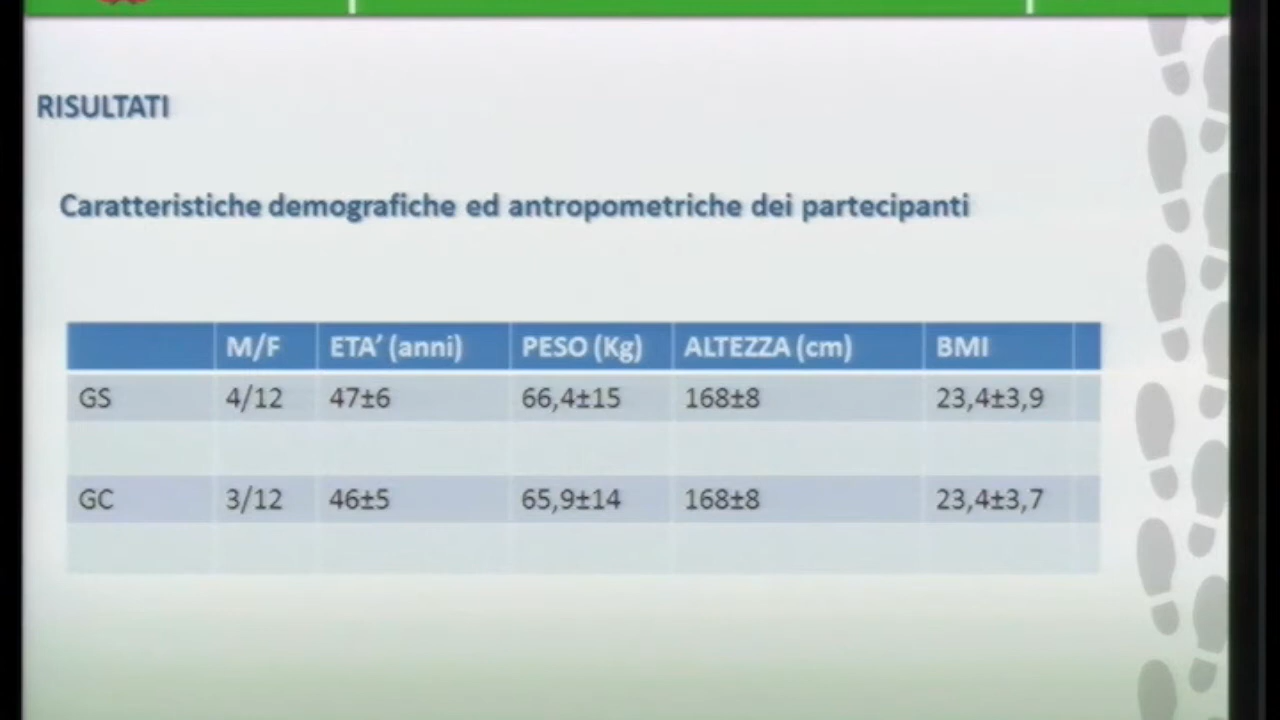 RISULTATI
Caratteristiche demografiche ed antropometriche dei partecipanti
M/F ETA' (anni) PESO (Kg) ALTEZZA (cm) BMI
GS 4/12 47±6 66,4±15 168±8 23,4±3,9
GC 3/12 46±5 65,9±14 168±8 23,4±3,7